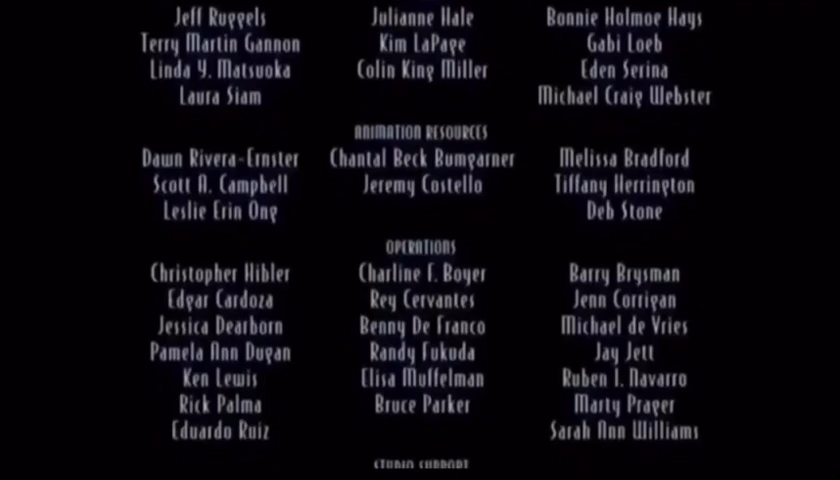 Jeff Ruggels Julianne Hale Bonnie Holmoe Hays
Terry Martin Gannon Kim LaPage Gabi Loeb
Linda Y. Matsuoka Colin King Miller Eden Serina
Laura Siam Michael Craig Webster
ANIMATION RESOURCES
Dawn Rivera-Ernster Chantal Beck Bumgarner Melissa Bradford
Scott A. Campbell Jeremy Costello Tiffany Herrington
Leslie Erin Ong Deb Stone
OPERATIONS
Christopher Hibler Charline F. Boyer Barry Brysman
Edgar Cardoza Rey Cervantes Jenn Corrigan
Jessica Dearborn Benny De Franco Michael de Vries
Pamela Ann Dugan Randy Fukuda Jay Jett
Ken Lewis Elisa Muffelman Ruben I. Navarro
Rick Palma Bruce Parker Marty Prager
Eduardo Ruiz Sarah Ann Williams
STUDIO SUPPORT